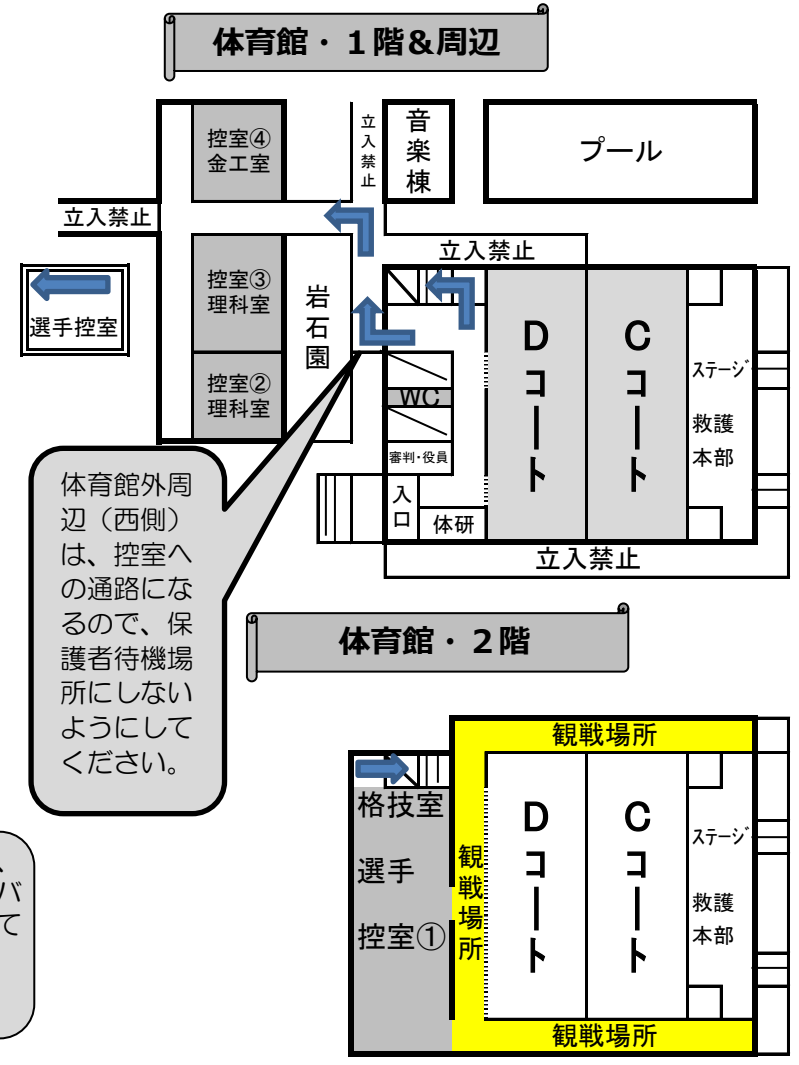 体育館・１階&周辺
控室④
金工室
立入禁止
音楽棟
プール
立入禁止
立入禁止
選手控室
控室③
理科室
岩石園
控室②
理科室
WC
審判・役員
入口
体研
Dコート
Cコート
ステージ
救護
本部
立入禁止
体育館外周
辺（西側）
は、控室へ
の通路にな
るので、保
護者待機場
所にしない
ようにして
ください。
体育館・２階
観戦場所
格技室
選手
控室①
観戦場所
Dコート
Cコート
ステージ
救護
本部
観戦場所
バ
て